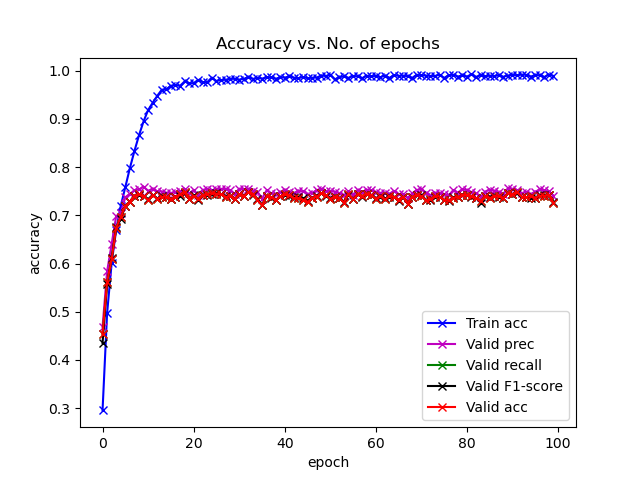 Accuracy vs. No. of epochs
1.0
0.9
0.8
0.7
0.6
0.5
0.4
0.3
accuracy
0 20 40 60 80 100
epoch
Train acc
Valid prec
Valid recall
Valid F1-score
Valid acc